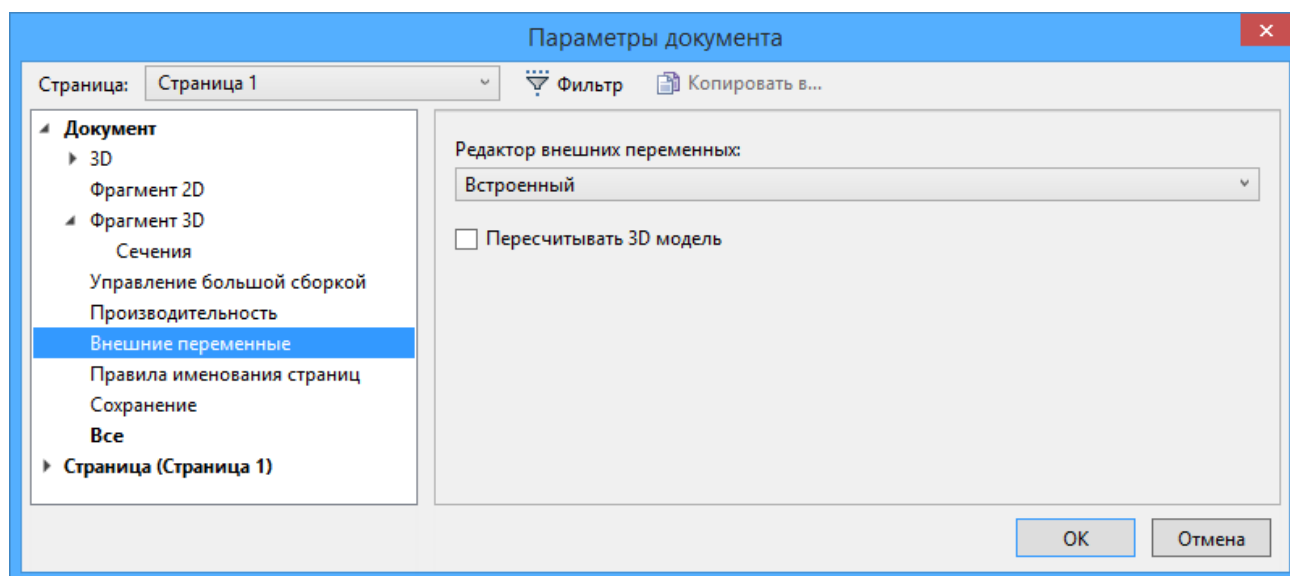 Параметры документа
Страница: Страница 1 Фильтр Копировать в...
Документ
3D
Фрагмент 2D
Фрагмент 3D
Сечения
Управление большой сборкой
Производительность
Внешние переменные
Правила именования страниц
Сохранение
Все
Страница (Страница 1)
Редактор внешних переменных:
Встроенный
Пересчитывать 3D модель
OK Отмена